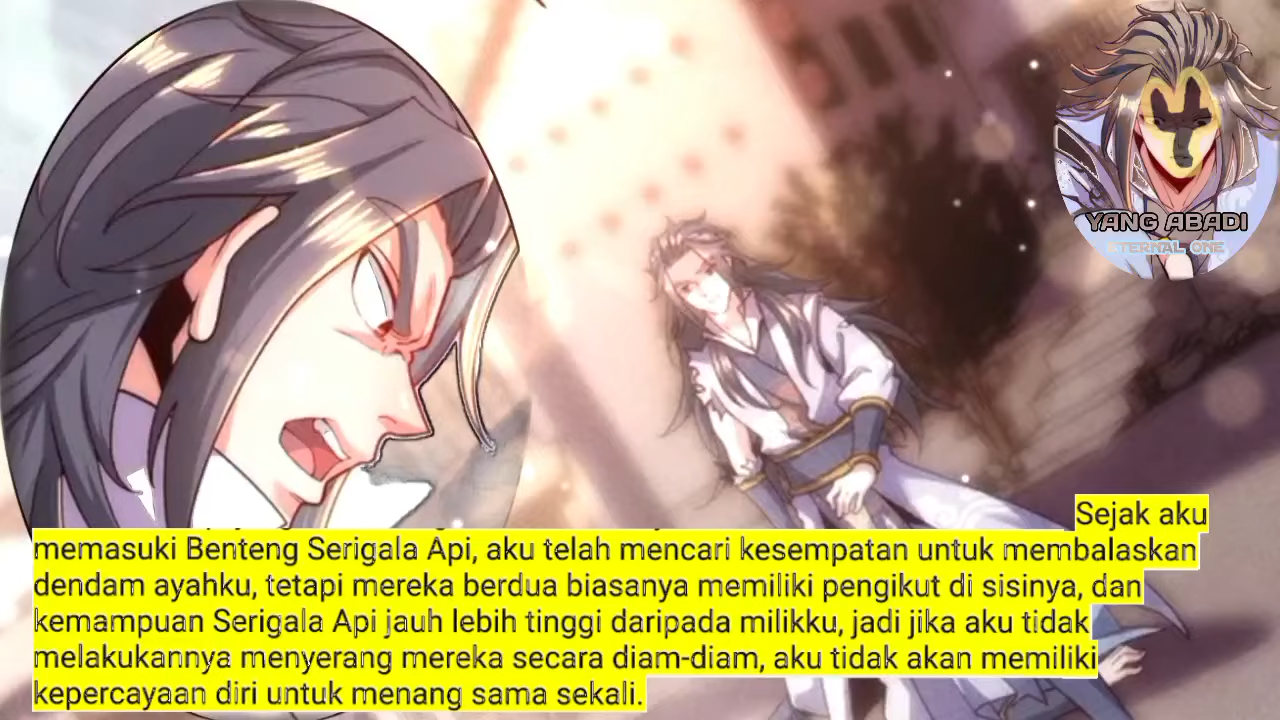 YANG ABADI
ETERNAL ONE
Sejak aku
memasuki Benteng Serigala Api, aku telah mencari kesempatan untuk membalaskan
dendam ayahku, tetapi mereka berdua biasanya memiliki pengikut di sisinya, dan
kemampuan Serigala Api jauh lebih tinggi daripada milikku, jadi jika aku tidak
melakukannya menyerang mereka secara diam-diam, aku tidak akan memiliki
kepercayaan diri untuk menang sama sekali.